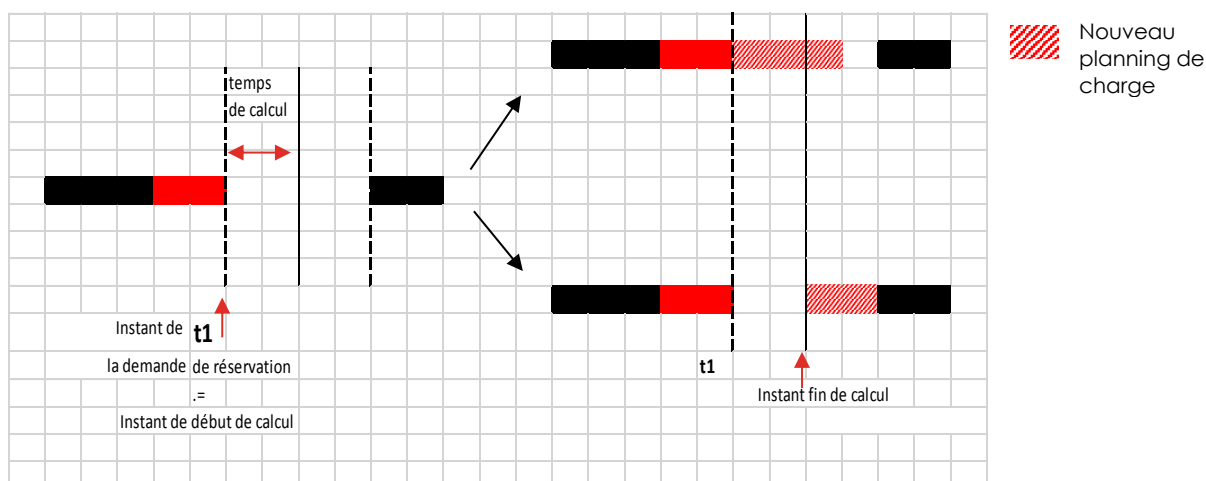 temps
de calcul
Instant de t1
la demande de réservation
.=
Instant de début de calcul
t1
Instant fin de calcul
Nouveau
planning de
charge